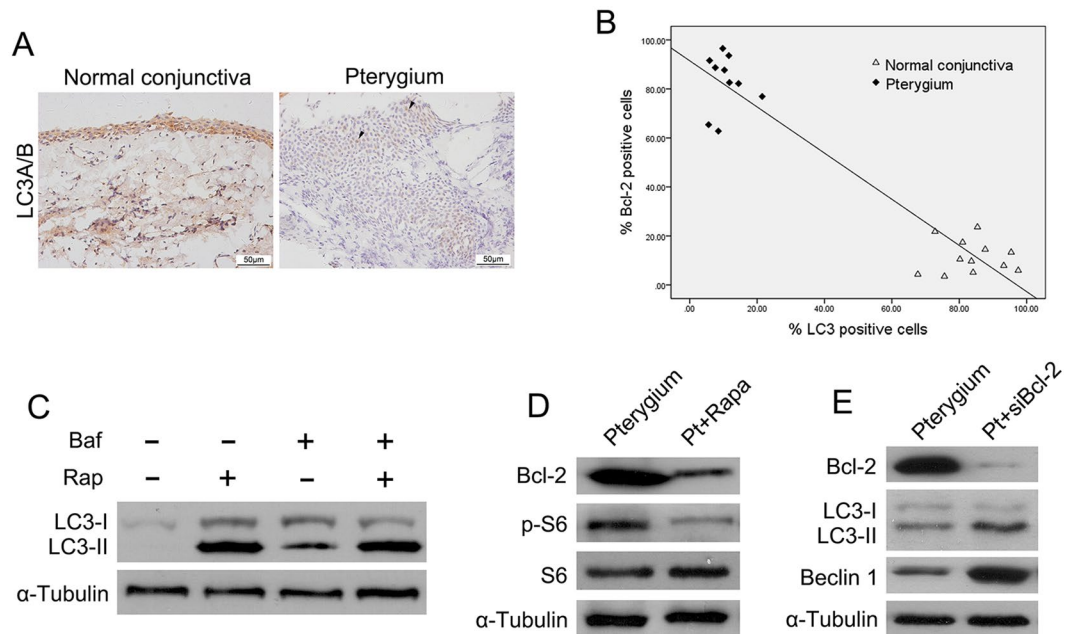 A
Normal conjunctiva
Pterygium
LC3A/B
50μm
50μm
B
100.00
80.00
60.00
40.00
20.00
.00
% Bcl-2 positive cells
Normal conjunctiva
Pterygium
.00 20.00 40.00 60.00 80.00 100.00
% LC3 positive cells
C
Baf – – + +
Rap – + – +
LC3-I
LC3-II
α-Tubulin
D
Pterygium
Pt+Rapa
Bcl-2
p-S6
S6
α-Tubulin
E
Pterygium
Pt+siBcl-2
Bcl-2
LC3-I
LC3-II
Beclin 1
α-Tubulin